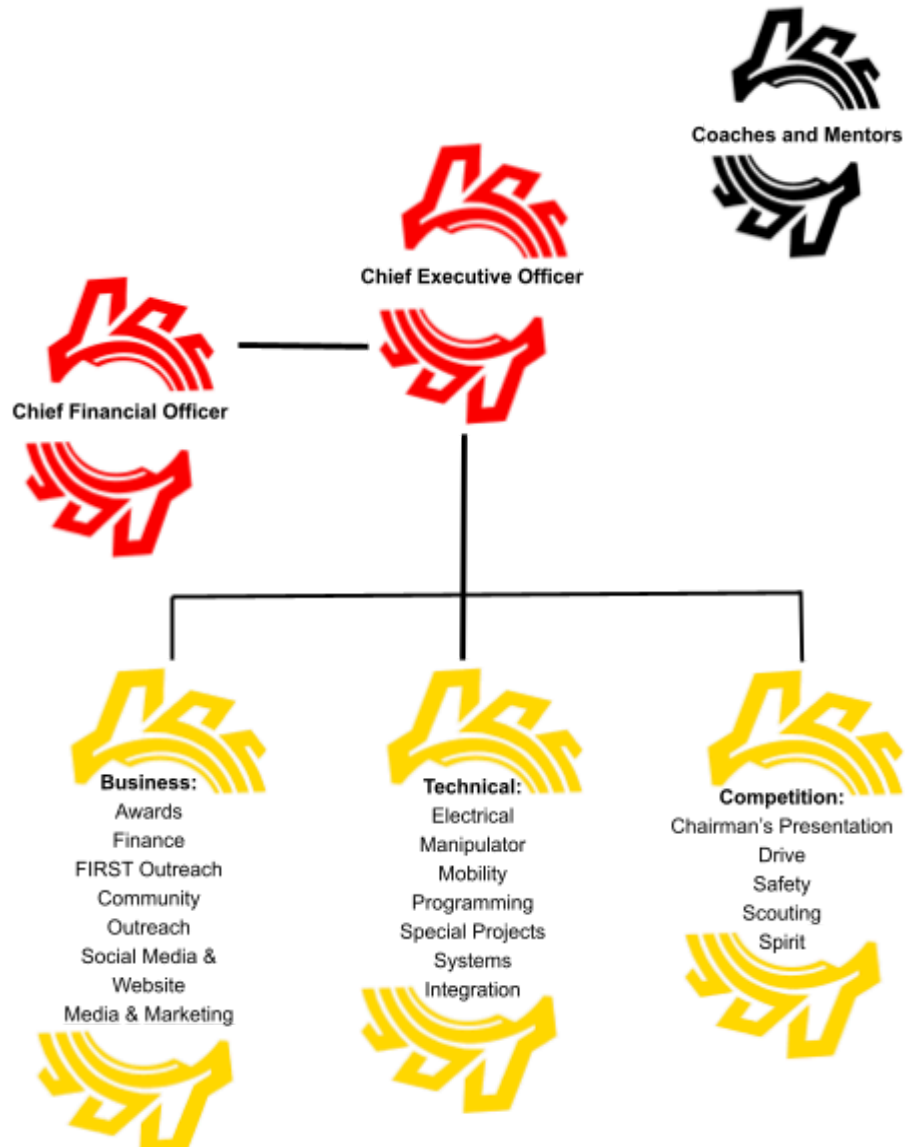 Coaches and Mentors
Chief Executive Officer
Chief Financial Officer
Business:
Awards
Finance
FIRST Outreach
Community
Outreach
Social Media &
Website
Media & Marketing
Technical:
Electrical
Manipulator
Mobility
Programming
Special Projects
Systems
Integration
Competition:
Chairman's Presentation
Drive
Safety
Scouting
Spirit